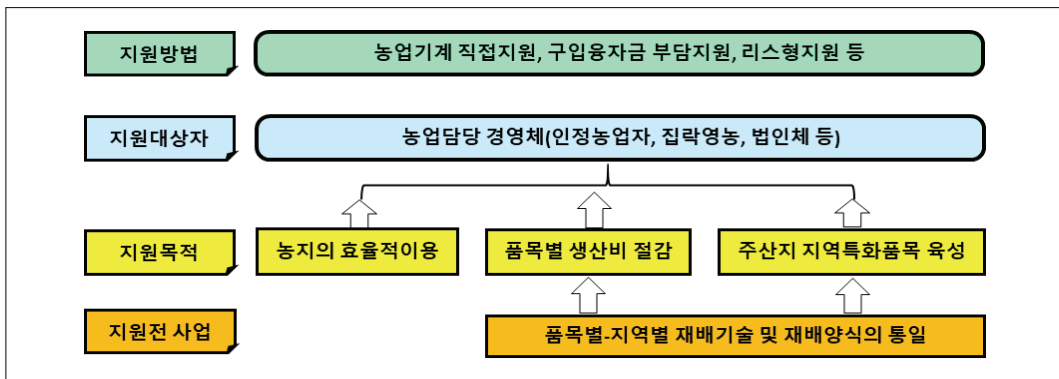 지원방법
농업기계 직접지원, 구입융자금 부담지원, 리스형지원 등
지원대상자
농업담당 경영체(인정농업자, 집락영농, 법인체 등)
지원목적
농지의 효율적이용
품목별 생산비 절감
주산지 지역특화품목 육성
지원전 사업
품목별-지역별 재배기술 및 재배양식의 통일